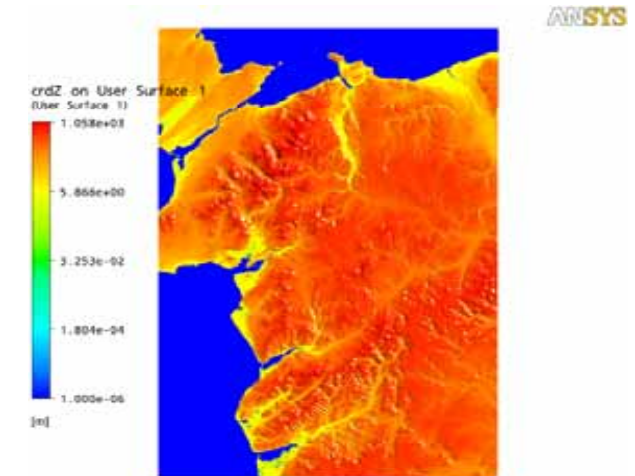 ANSYS
crdZ on User Surface 1
(User Surface 1)
1.058e+03
5.866e+00
3.253e-02
1.804e-04
1.000e-06
[m]